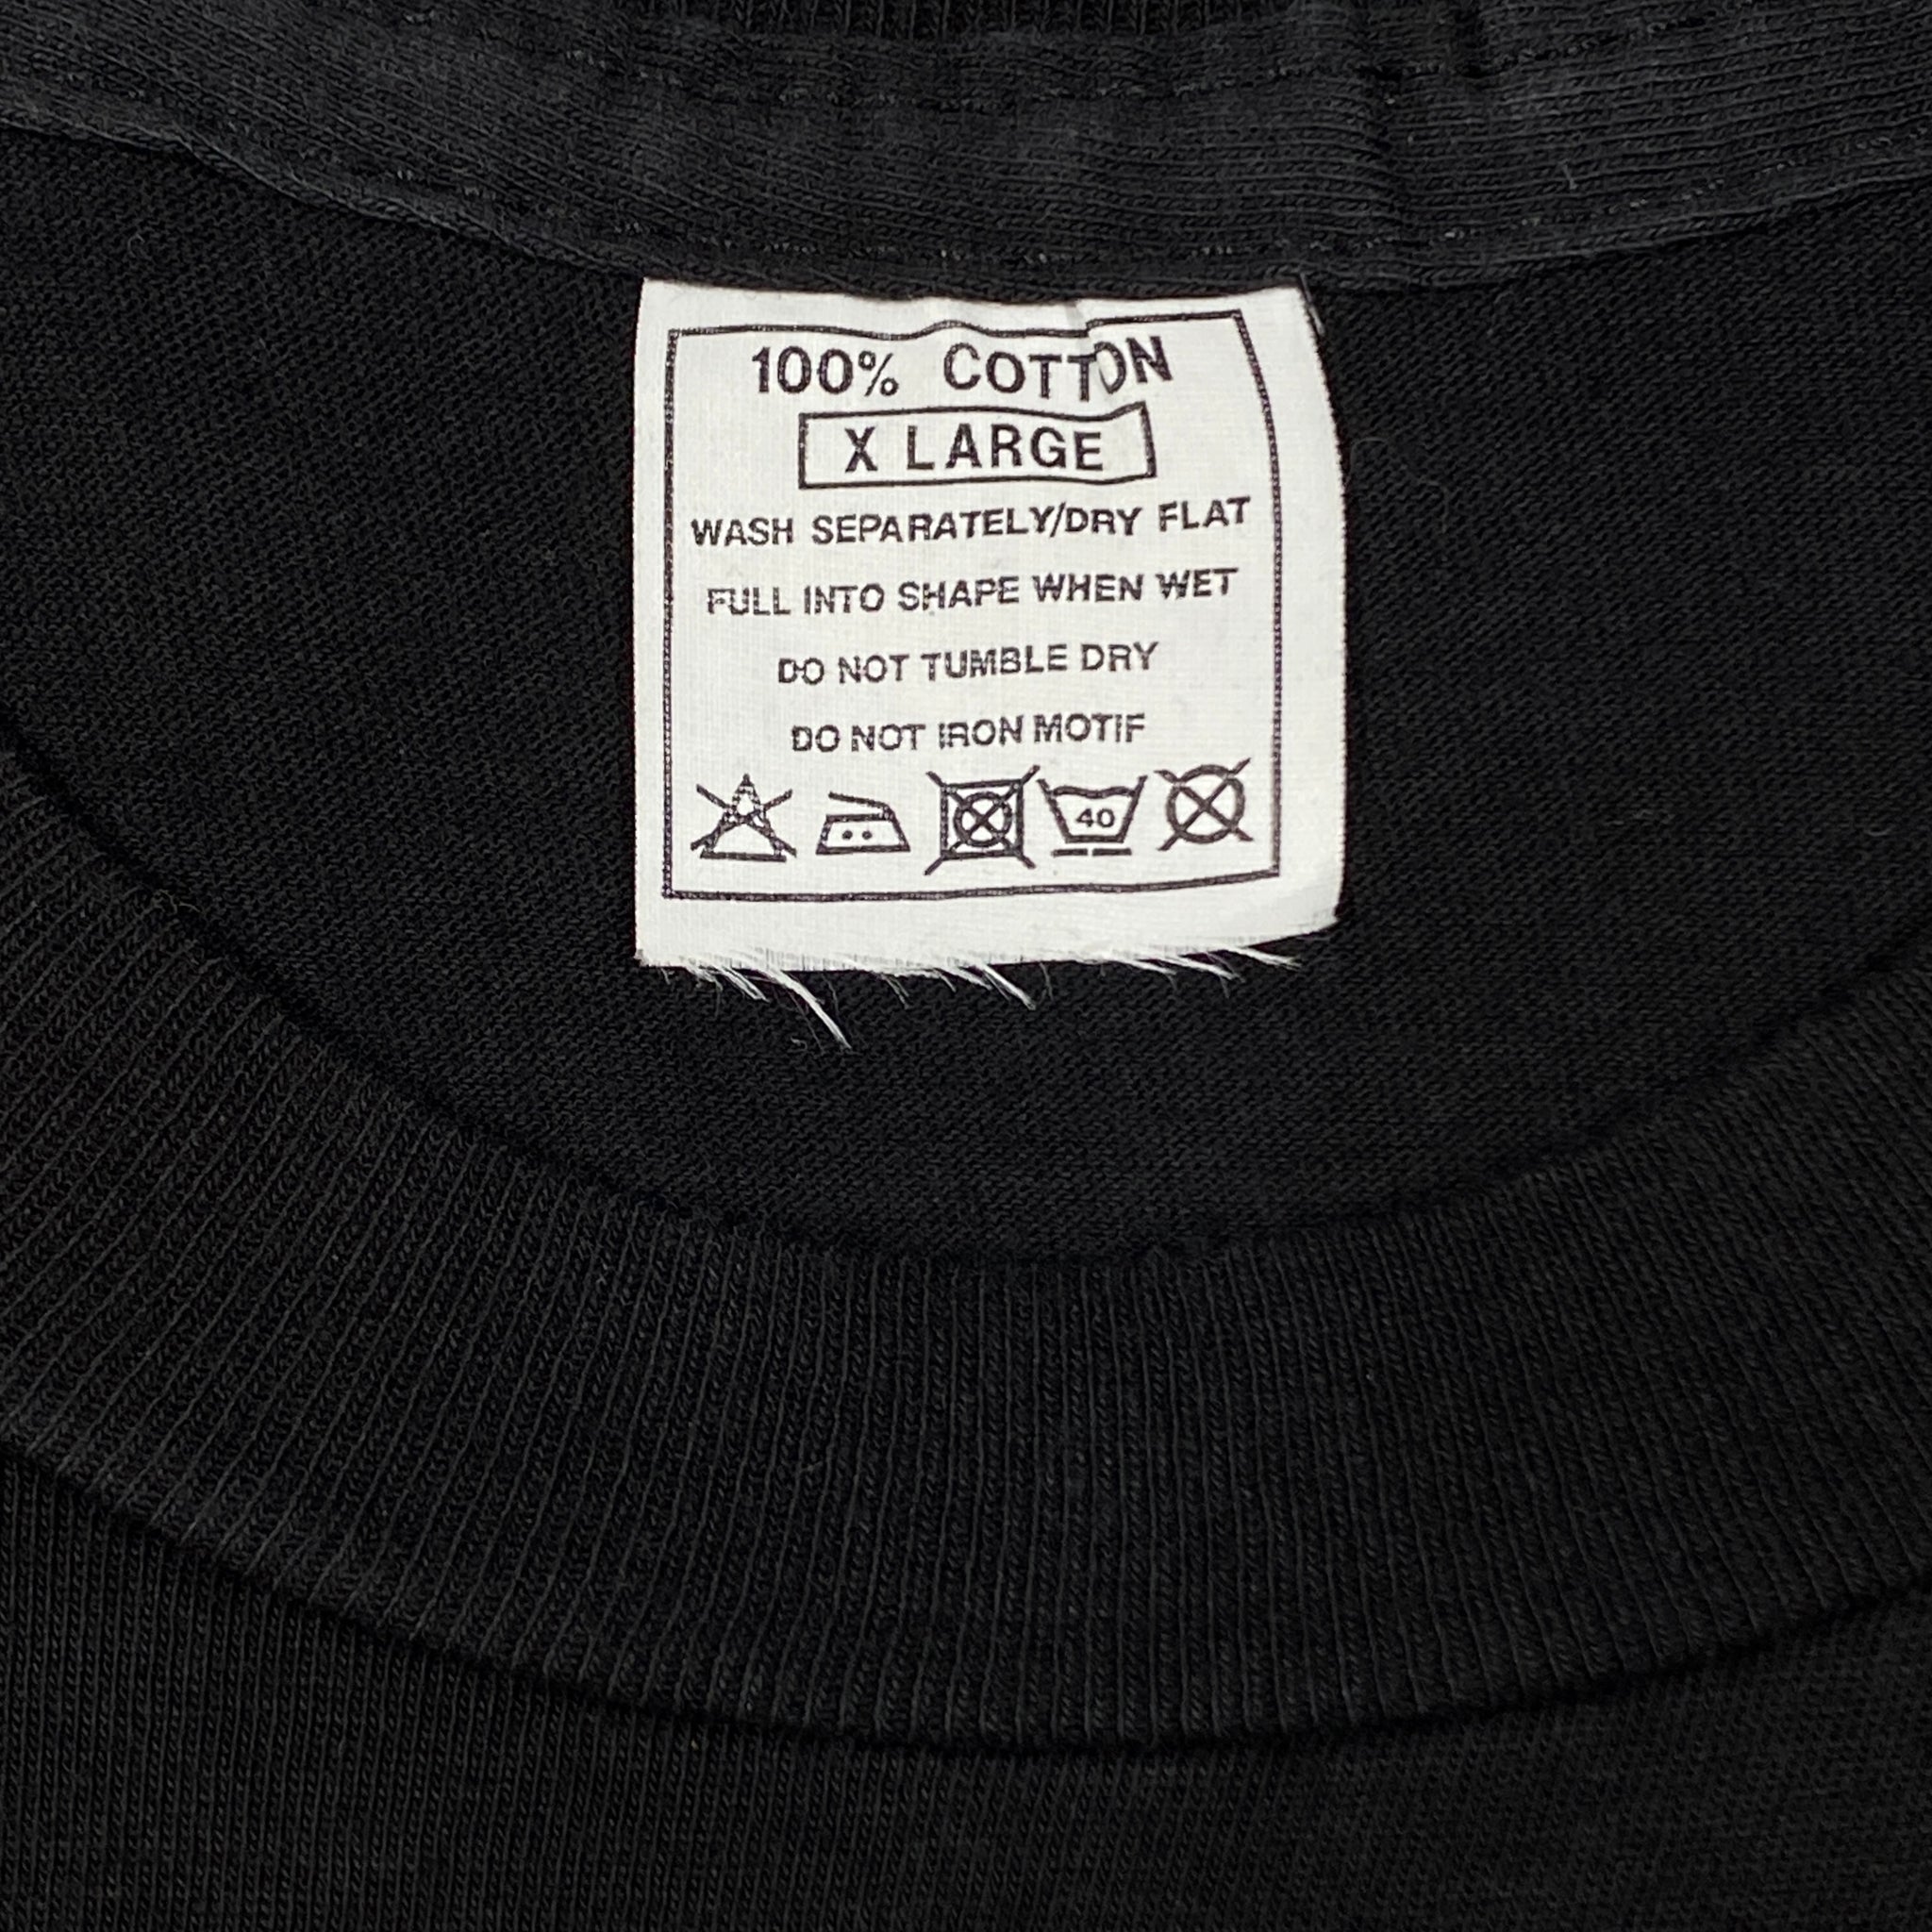 100% COTTON
X LARGE
WASH SEPARATELY/DRY FLAT
FULL INTO SHAPE WHEN WET
DO NOT TUMBLE DRY
DO NOT IRON MOTIF
40